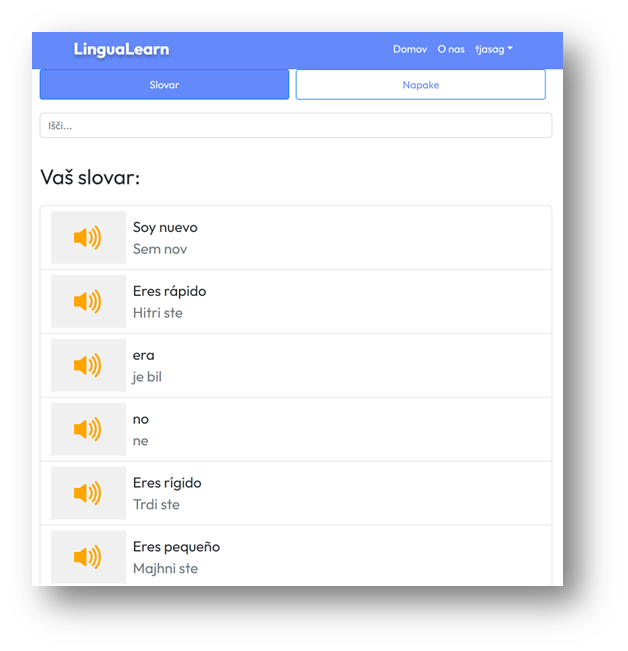 LinguaLearn
Domov O nas tjasag
Slovar Napake
Išči...
Vaš slovar:
Soy nuevo
Sem nov
Eres rápido
Hitri ste
era
je bil
no
ne
Eres rígido
Trdi ste
Eres pequeño
Majhni ste